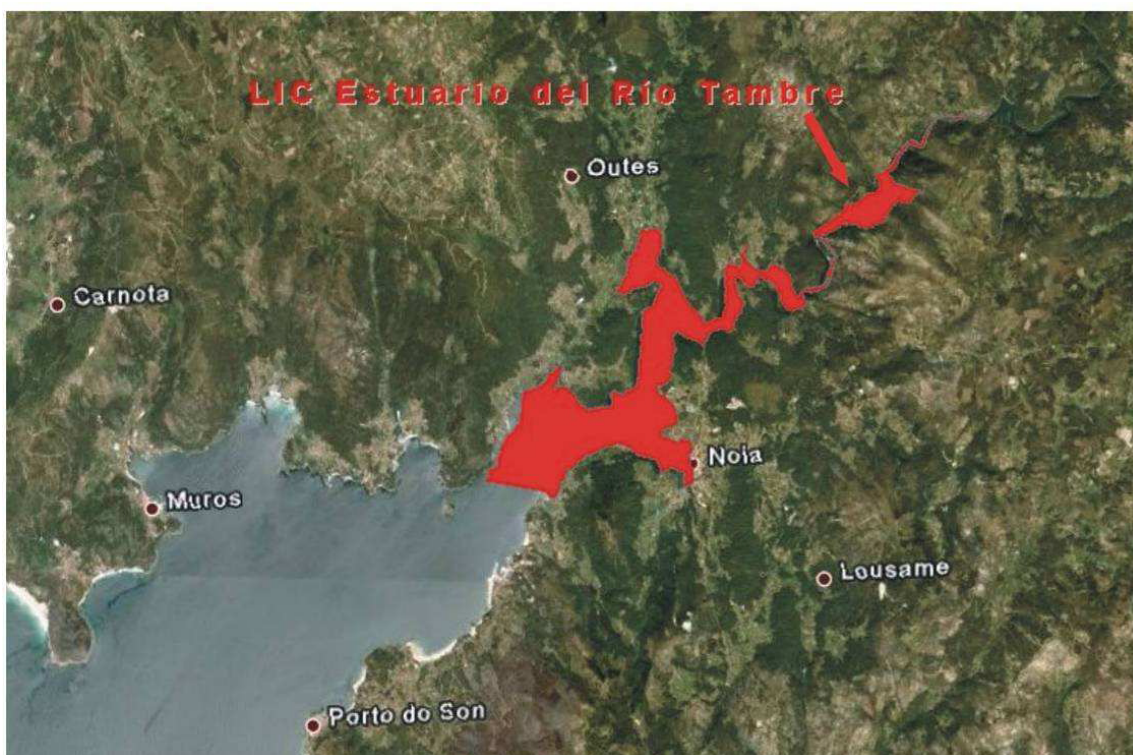 LIC Estuario del Río Tambre
Outes
Carnota
Noia
Muros
Lousame
Porto do Son